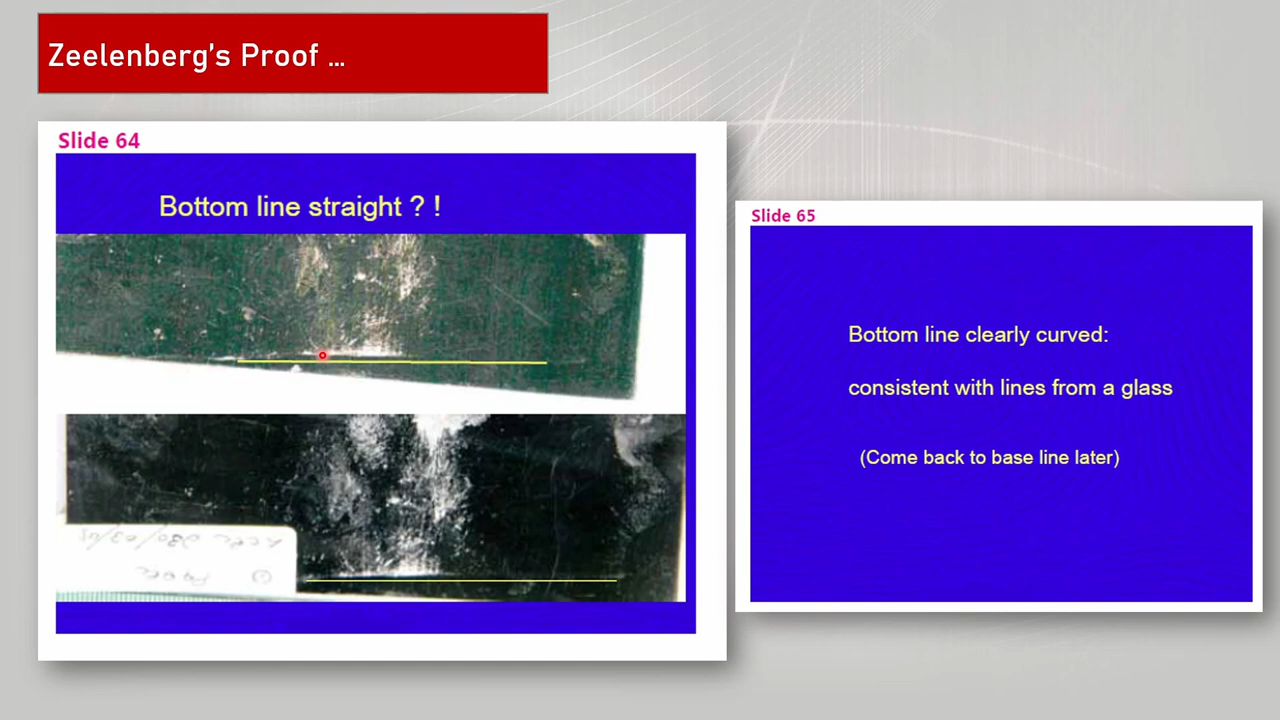 Zeelenberg's Proof ...
Slide 64
Bottom line straight ? !
Slide 65
Bottom line clearly curved:
consistent with lines from a glass
(Come back to base line later)